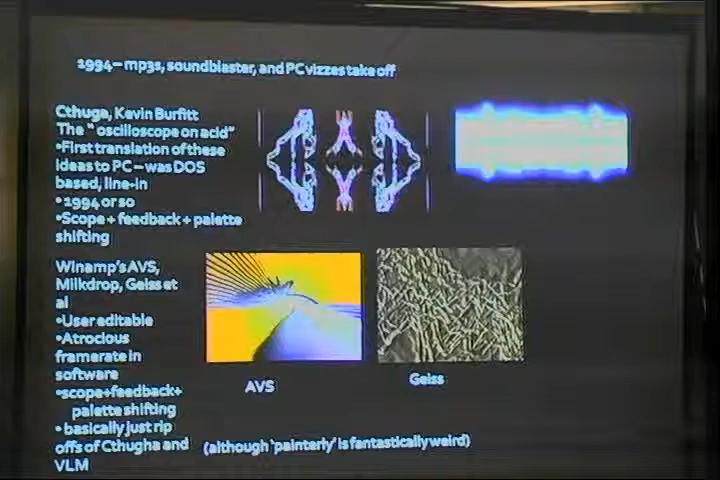 1994 – mp3s, soundblaster, and PC vizzes take off
Cthuga, Kevin Burfitt
The " oscilloscope on acid"
•First translation of these
ideas to PC – was DOS
based, line-in
• 1994 or so
•Scope + feedback + palette
shifting
Winamp's AVS,
Milkdrop, Geiss et
al
•User editable
•Atrocious
framerate in
software
•scope+feedback+
palette shifting
• basically just rip
offs of Cthugha and
VLM
AVS
Geiss
(although 'painterly' is fantastically weird)